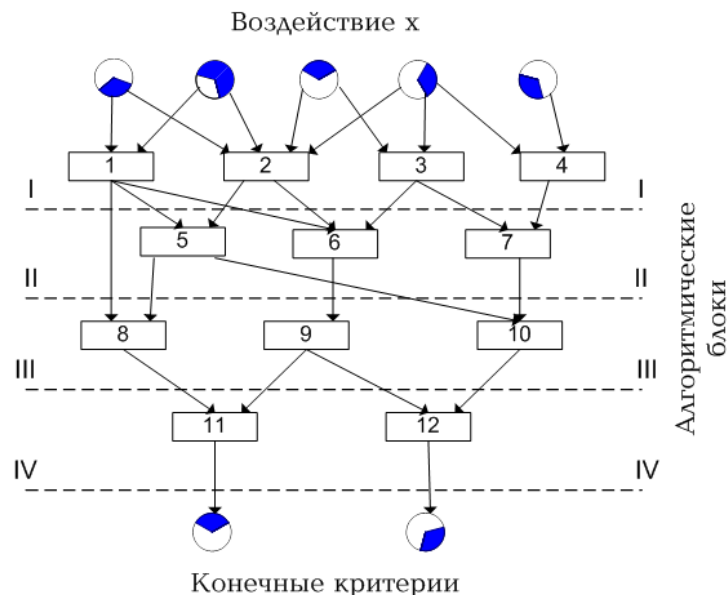 Воздействие x
1 2 3 4
I I
5 6 7
II II
8 9 10
III III
11 12
IV IV
Алгоритмические
блоки
Конечные критерии